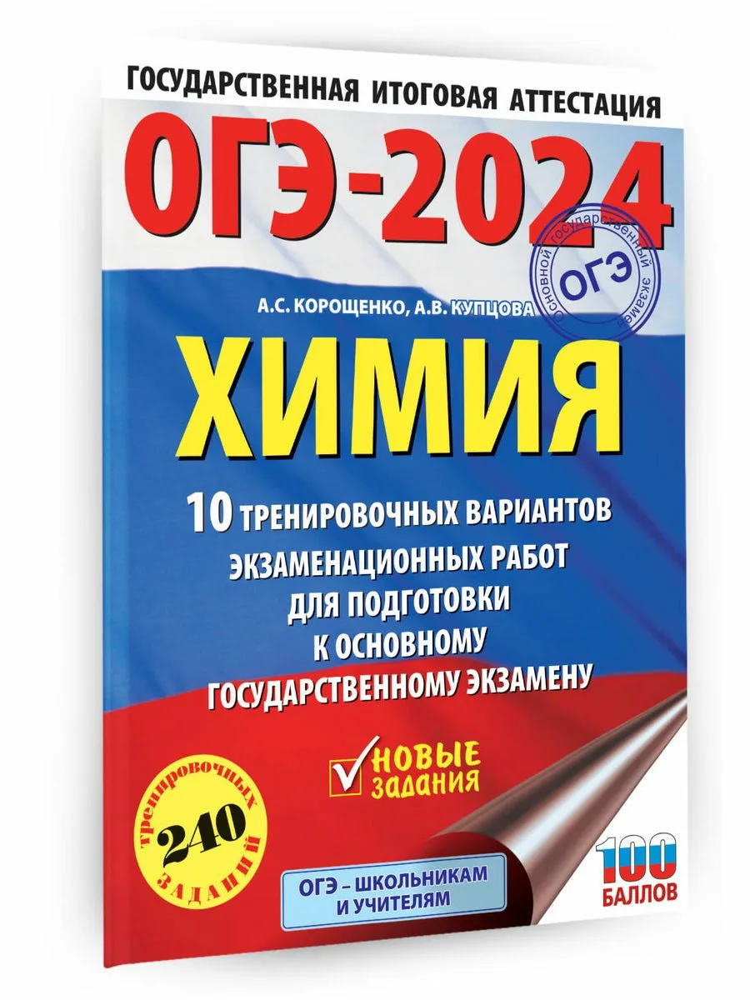 ГОСУДАРСТВЕННАЯ ИТОГОВАЯ АТТЕСТАЦИЯ
ОГЭ-2024
Основной государственный экзамен
ОГЭ
А.С. КОРОЩЕНКО, А.В. КУПЦОВА
ХИМИЯ
10 ТРЕНИРОВОЧНЫХ ВАРИАНТОВ
ЭКЗАМЕНАЦИОННЫХ РАБОТ
ДЛЯ ПОДГОТОВКИ
К ОСНОВНОМУ
ГОСУДАРСТВЕННОМУ ЭКЗАМЕНУ
НОВЫЕ
ЗАДАНИЯ
ТРЕНИРОВОЧНЫХ
240
ЗАДАНИЙ
ОГЭ – ШКОЛЬНИКАМ
И УЧИТЕЛЯМ
100
БАЛЛОВ